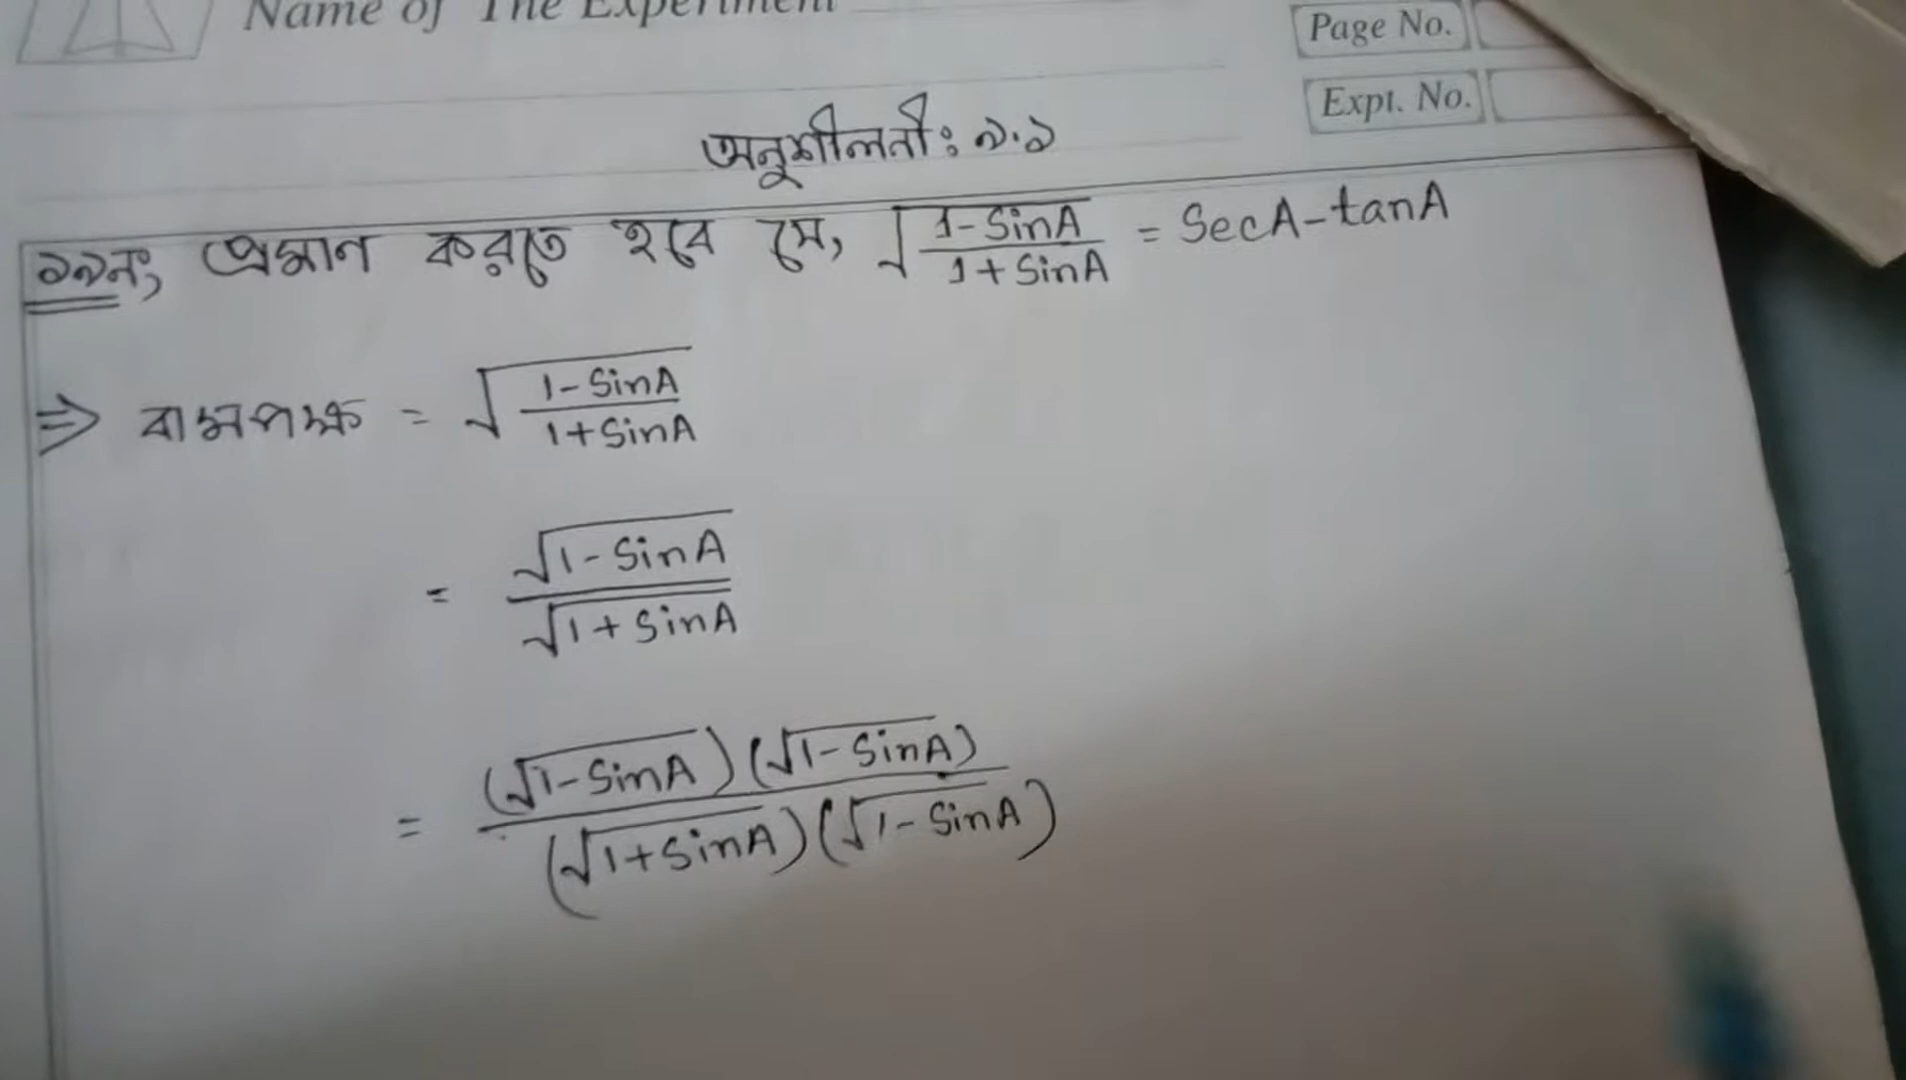 Name of The Experiment
Page No.
Expt. No.
অনুশীলনী: ৯.১
১৯নং, প্রমান করতে হবে যে, √((1-SinA)/(1+SinA)) = SecA-tanA
⇒ বামপক্ষ = √((1-SinA)/(1+SinA))
= √(1-SinA) / √(1+SinA)
= (√(1-SinA))(√(1-SinA)) / (√(1+SinA))(√(1-SinA))